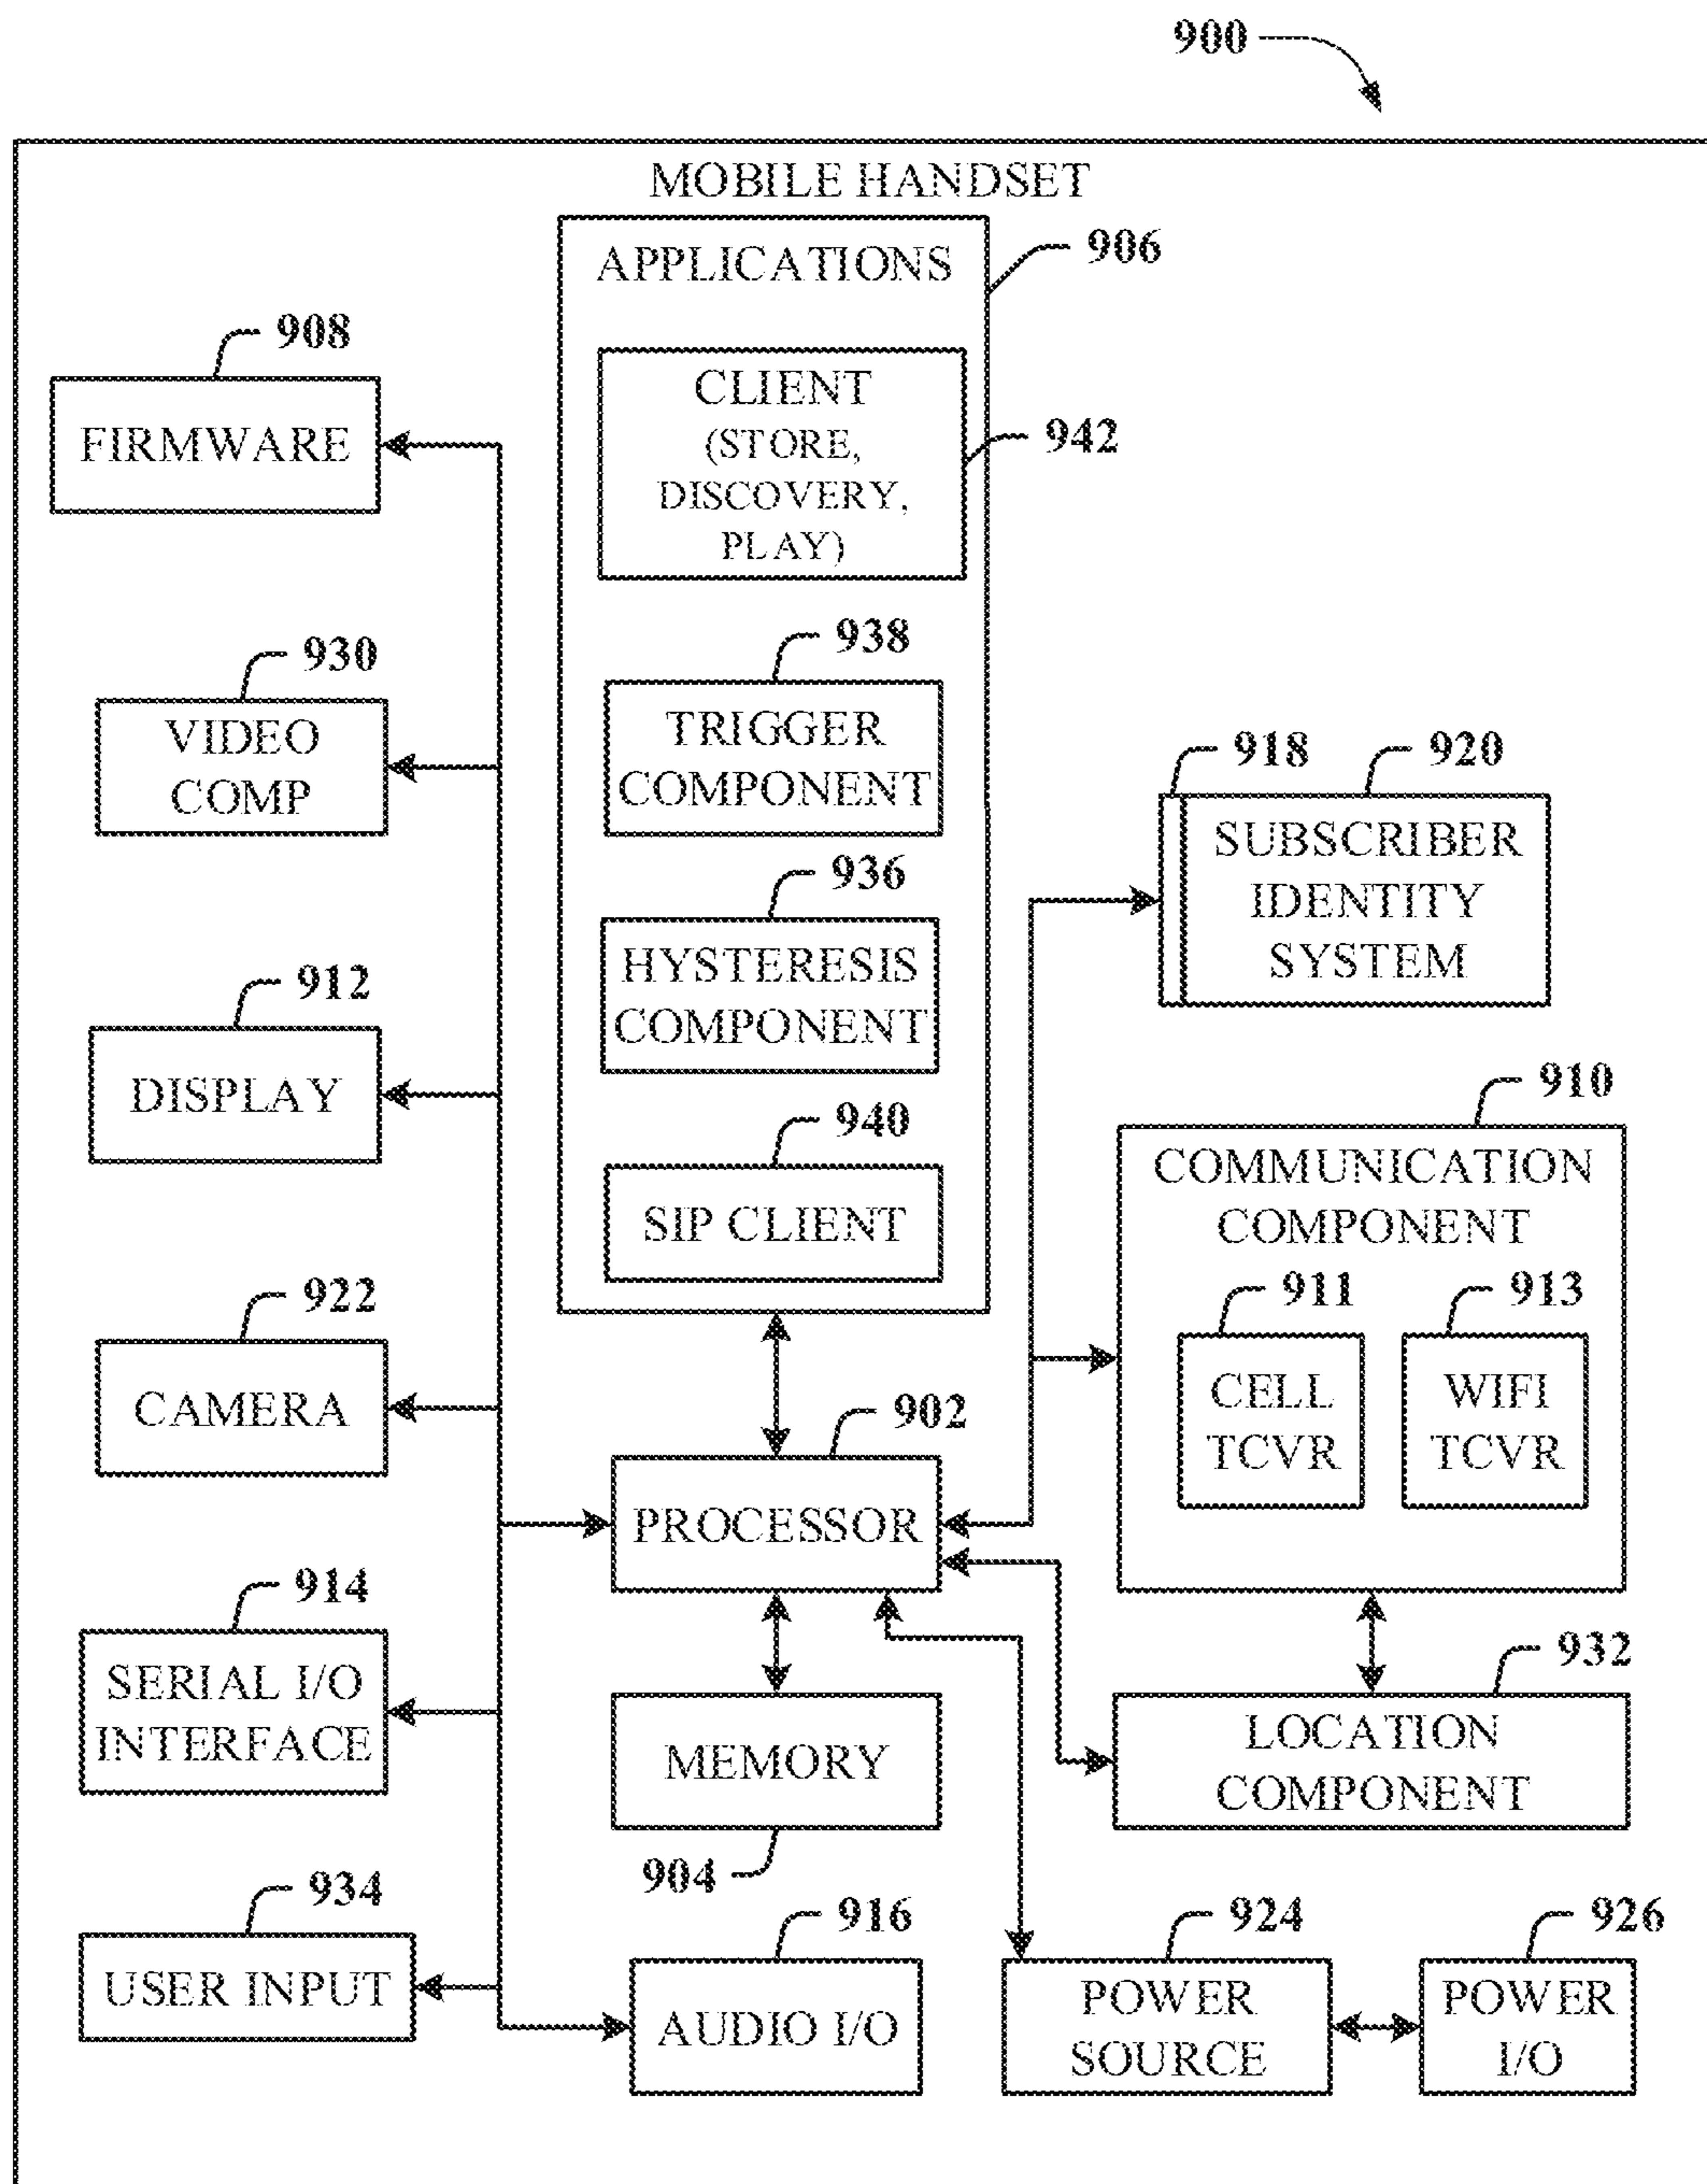 900
MOBILE HANDSET
APPLICATIONS
906
CLIENT
(STORE,
DISCOVERY,
PLAY)
942
938
TRIGGER
COMPONENT
936
HYSTERESIS
COMPONENT
940
SIP CLIENT
908
FIRMWARE
930
VIDEO
COMP
912
DISPLAY
922
CAMERA
914
SERIAL I/O
INTERFACE
934
USER INPUT
902
PROCESSOR
MEMORY
904
916
AUDIO I/O
918
920
SUBSCRIBER
IDENTITY
SYSTEM
910
COMMUNICATION
COMPONENT
911
CELL
TCVR
913
WIFI
TCVR
932
LOCATION
COMPONENT
924
POWER
SOURCE
926
POWER
I/O